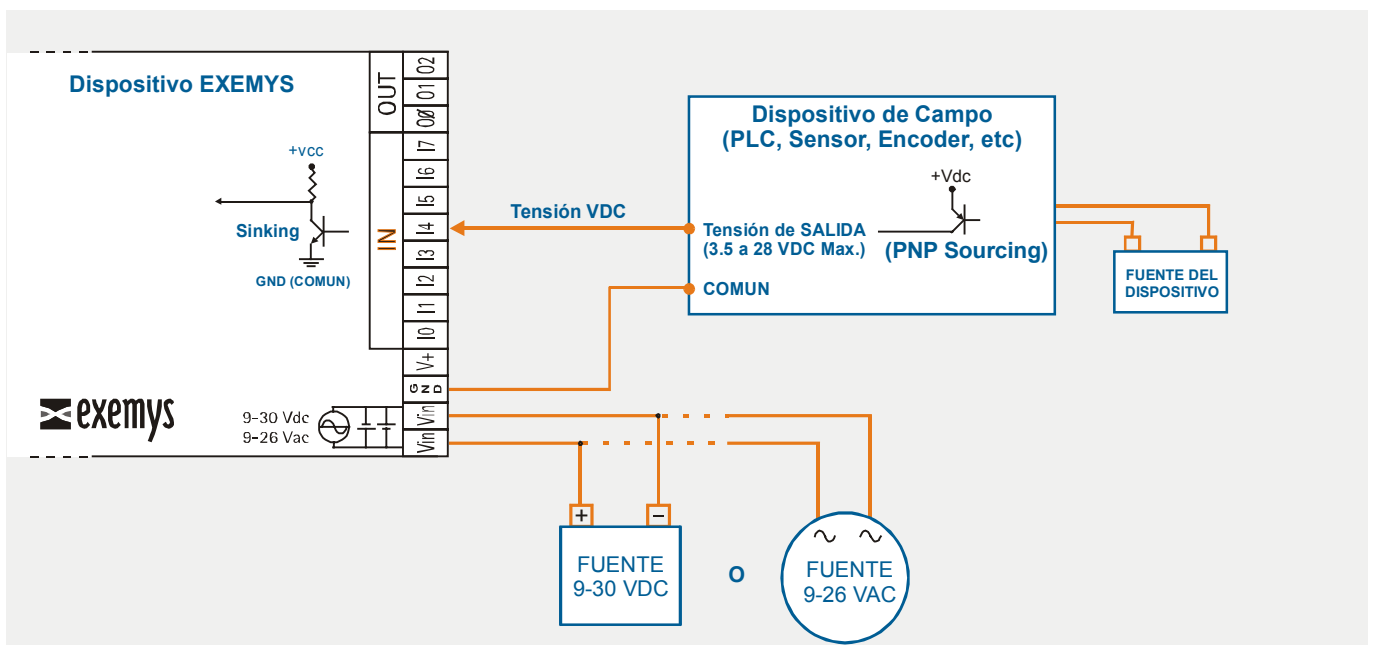 Dispositivo EXEMYS
+VCC
Sinking
GND (COMUN)
exemys
9-30 Vdc
9-26 Vac
OUT
O2
O1
OØ
IN
I7
I6
I5
I4
I3
I2
I1
I0
V+
GND
Vin
Vin
Tensión VDC
Dispositivo de Campo
(PLC, Sensor, Encoder, etc)
+Vdc
Tensión de SALIDA
(3.5 a 28 VDC Max.)
(PNP Sourcing)
COMUN
FUENTE DEL
DISPOSITIVO
+
−
FUENTE
9-30 VDC
O
FUENTE
9-26 VAC